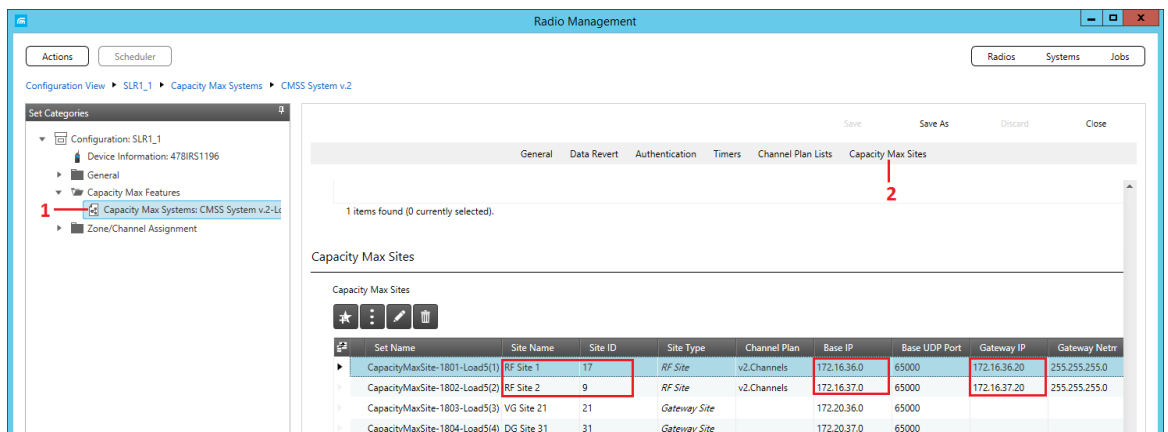 Radio Management
Actions Scheduler Radios Systems Jobs
Configuration View SLR1_1 Capacity Max Systems CMSS System v.2
Set Categories
Configuration: SLR1_1
Device Information: 478IRS1196
General
Capacity Max Features
1 Capacity Max Systems: CMSS System v.2-Lo
Zone/Channel Assignment
Save Save As Discard Close
General Data Revert Authentication Timers Channel Plan Lists Capacity Max Sites
2
1 items found (0 currently selected).
Capacity Max Sites
Capacity Max Sites
Set Name Site Name Site ID Site Type Channel Plan Base IP Base UDP Port Gateway IP Gateway Netm
CapacityMaxSite-1801-Load5(1) RF Site 1 17 RF Site v2.Channels 172.16.36.0 65000 172.16.36.20 255.255.255.0
CapacityMaxSite-1802-Load5(2) RF Site 2 9 RF Site v2.Channels 172.16.37.0 65000 172.16.37.20 255.255.255.0
CapacityMaxSite-1803-Load5(3) VG Site 21 21 Gateway Site 172.20.36.0 65000
CapacityMaxSite-1804-Load5(4) DG Site 31 31 Gateway Site 172.20.37.0 65000